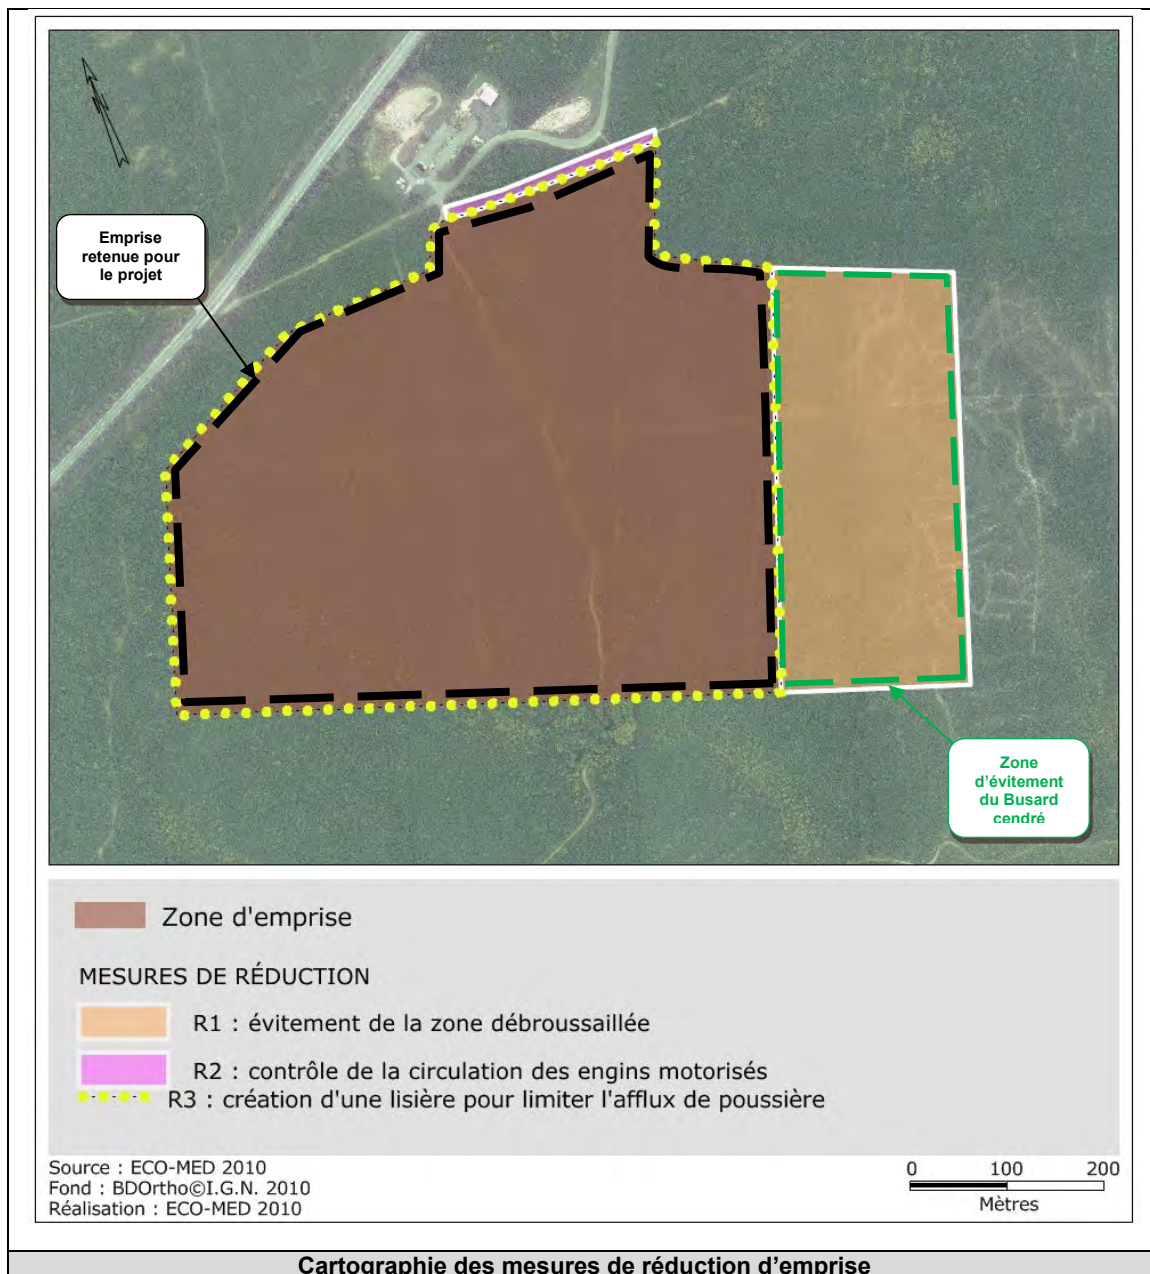 Emprise
retenue pour
le projet
Zone
d'évitement
du Busard
cendré
Zone d'emprise
MESURES DE RÉDUCTION
R1 : évitement de la zone débroussaillée
R2 : contrôle de la circulation des engins motorisés
R3 : création d'une lisière pour limiter l'afflux de poussière
Source : ECO-MED 2010
Fond : BDOrtho©I.G.N. 2010
Réalisation : ECO-MED 2010
0 100 200
Mètres
Cartographie des mesures de réduction d'emprise